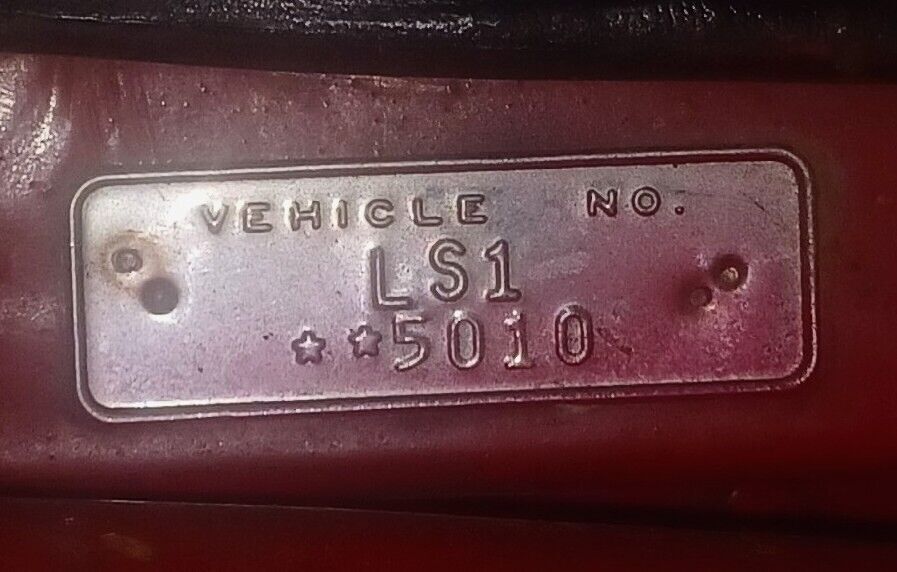 VEHICLE NO.
LS1
**5010